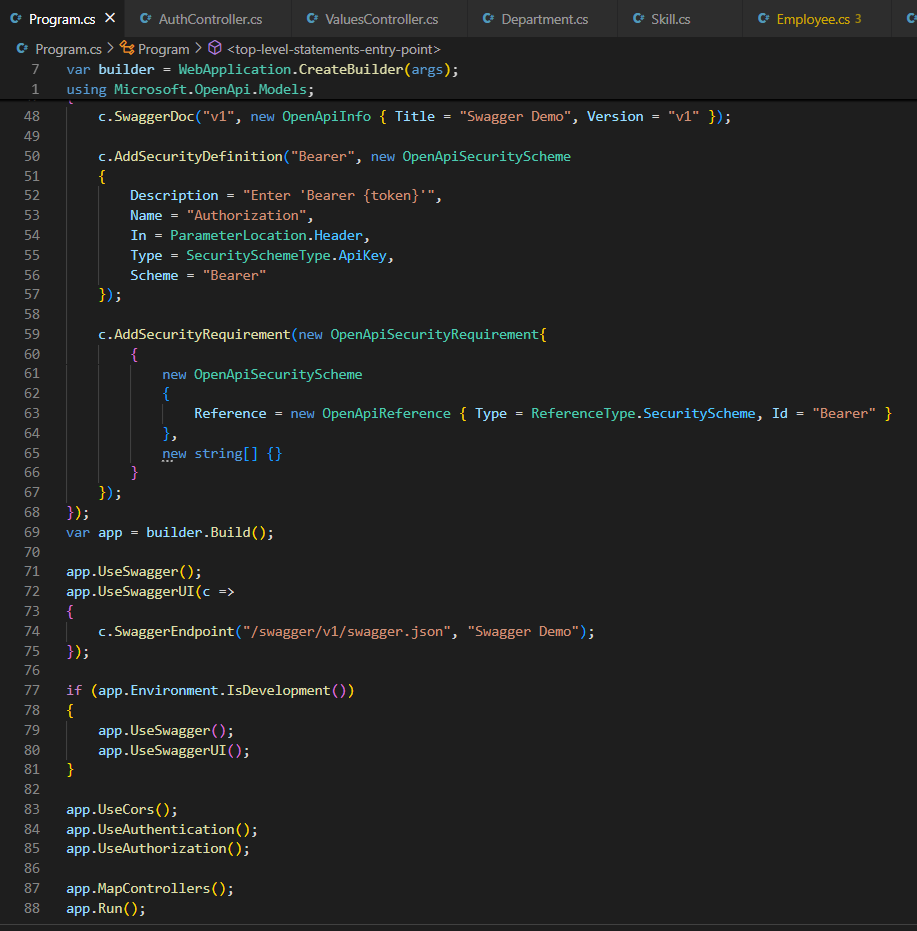 Program.cs AuthController.cs ValuesController.cs Department.cs Skill.cs Employee.cs 3
Program.cs > Program > <top-level-statements-entry-point>
7 var builder = WebApplication.CreateBuilder(args);
1 using Microsoft.OpenApi.Models;
48 c.SwaggerDoc("v1", new OpenApiInfo { Title = "Swagger Demo", Version = "v1" });
49
50 c.AddSecurityDefinition("Bearer", new OpenApiSecurityScheme
51 {
52 Description = "Enter 'Bearer {token}'",
53 Name = "Authorization",
54 In = ParameterLocation.Header,
55 Type = SecuritySchemeType.ApiKey,
56 Scheme = "Bearer"
57 });
58
59 c.AddSecurityRequirement(new OpenApiSecurityRequirement{
60 {
61 new OpenApiSecurityScheme
62 {
63 Reference = new OpenApiReference { Type = ReferenceType.SecurityScheme, Id = "Bearer" }
64 },
65 new string[] {}
66 }
67 });
68 });
69 var app = builder.Build();
70
71 app.UseSwagger();
72 app.UseSwaggerUI(c =>
73 {
74 c.SwaggerEndpoint("/swagger/v1/swagger.json", "Swagger Demo");
75 });
76
77 if (app.Environment.IsDevelopment())
78 {
79 app.UseSwagger();
80 app.UseSwaggerUI();
81 }
82
83 app.UseCors();
84 app.UseAuthentication();
85 app.UseAuthorization();
86
87 app.MapControllers();
88 app.Run();